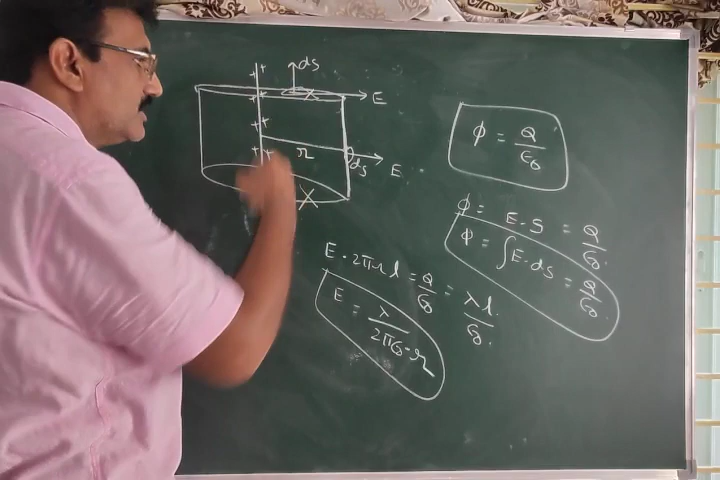 ds
+ +
+ + E
+ +
+ + r ds E
ϕ = Q/ϵ₀
ϕ = E · S = Q/ϵ₀
ϕ = ∫E · ds = Q/ϵ₀
E · 2πrl = Q/ϵ₀ = λl/ϵ₀
E = λ/2πϵ₀r